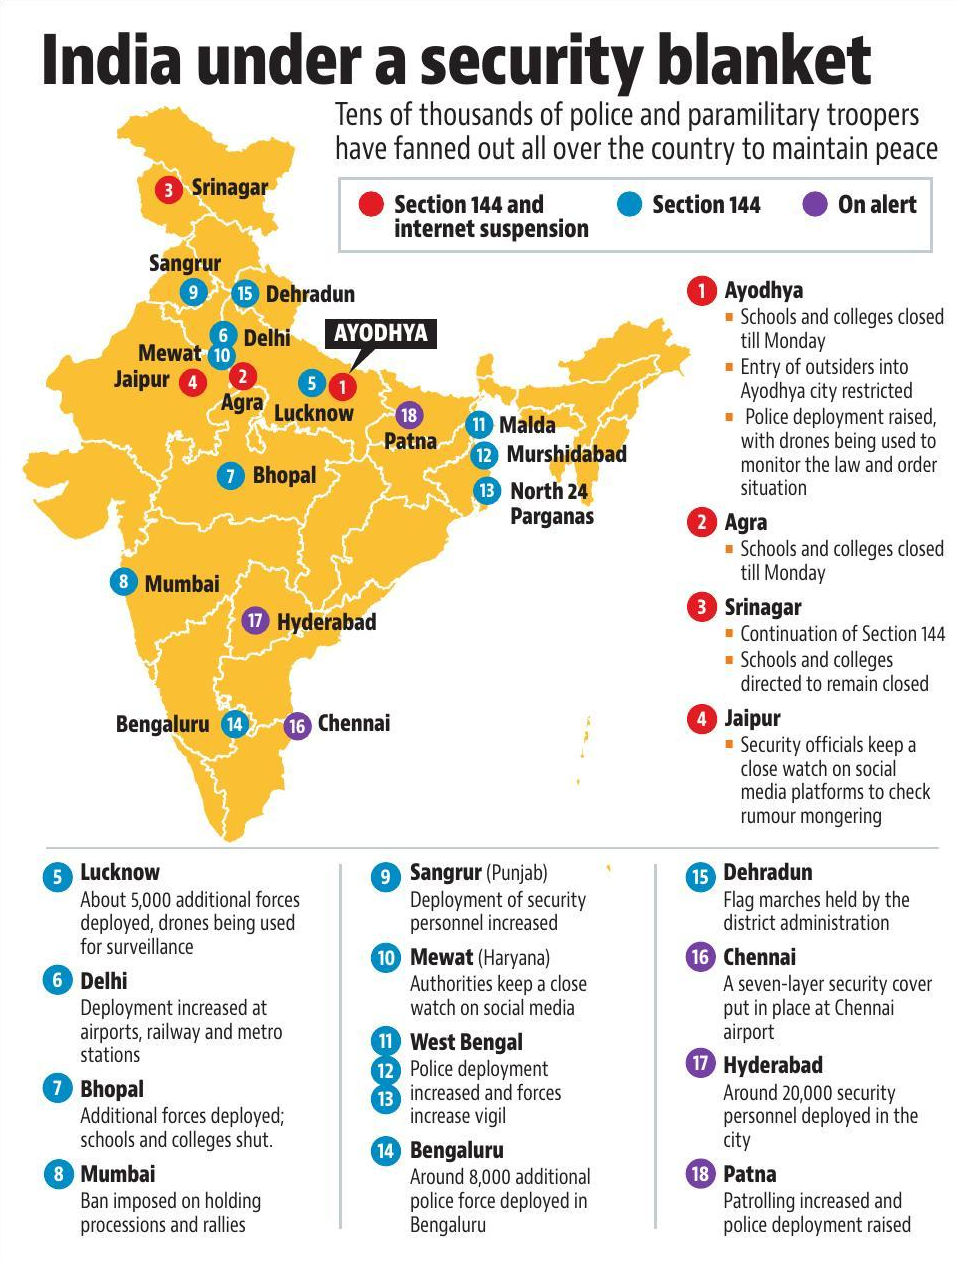 India under a security blanket
Tens of thousands of police and paramilitary troopers
have fanned out all over the country to maintain peace
Section 144 and
internet suspension
Section 144
On alert
3 Srinagar
Sangrur
9
15 Dehradun
6 Delhi
Mewat 10
AYODHYA
Jaipur 4
2
Agra
5
1
Lucknow
18
Patna
11 Malda
12 Murshidabad
13 North 24
Parganas
7 Bhopal
8 Mumbai
17 Hyderabad
Bengaluru 14
16 Chennai
1 Ayodhya
Schools and colleges closed
till Monday
Entry of outsiders into
Ayodhya city restricted
Police deployment raised,
with drones being used to
monitor the law and order
situation
2 Agra
Schools and colleges closed
till Monday
3 Srinagar
Continuation of Section 144
Schools and colleges
directed to remain closed
4 Jaipur
Security officials keep a
close watch on social
media platforms to check
rumour mongering
5 Lucknow
About 5,000 additional forces
deployed, drones being used
for surveillance
6 Delhi
Deployment increased at
airports, railway and metro
stations
7 Bhopal
Additional forces deployed;
schools and colleges shut.
8 Mumbai
Ban imposed on holding
processions and rallies
9 Sangrur (Punjab)
Deployment of security
personnel increased
10 Mewat (Haryana)
Authorities keep a close
watch on social media
11 West Bengal
12 Police deployment
13 increased and forces
increase vigil
14 Bengaluru
Around 8,000 additional
police force deployed in
Bengaluru
15 Dehradun
Flag marches held by the
district administration
16 Chennai
A seven-layer security cover
put in place at Chennai
airport
17 Hyderabad
Around 20,000 security
personnel deployed in the
city
18 Patna
Patrolling increased and
police deployment raised